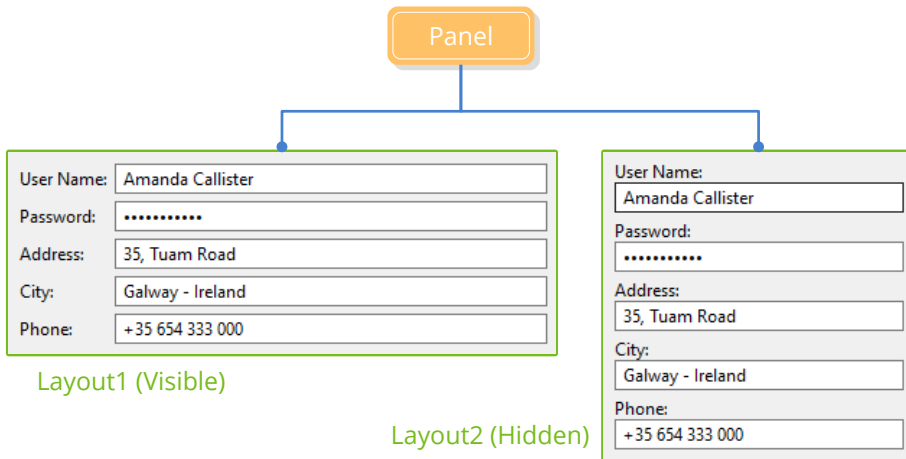 Panel
User Name: Amanda Callister
Password: •••••••••••
Address: 35, Tuam Road
City: Galway - Ireland
Phone: +35 654 333 000
Layout1 (Visible)
User Name:
Amanda Callister
Password:
•••••••••••
Address:
35, Tuam Road
City:
Galway - Ireland
Phone:
+35 654 333 000
Layout2 (Hidden)